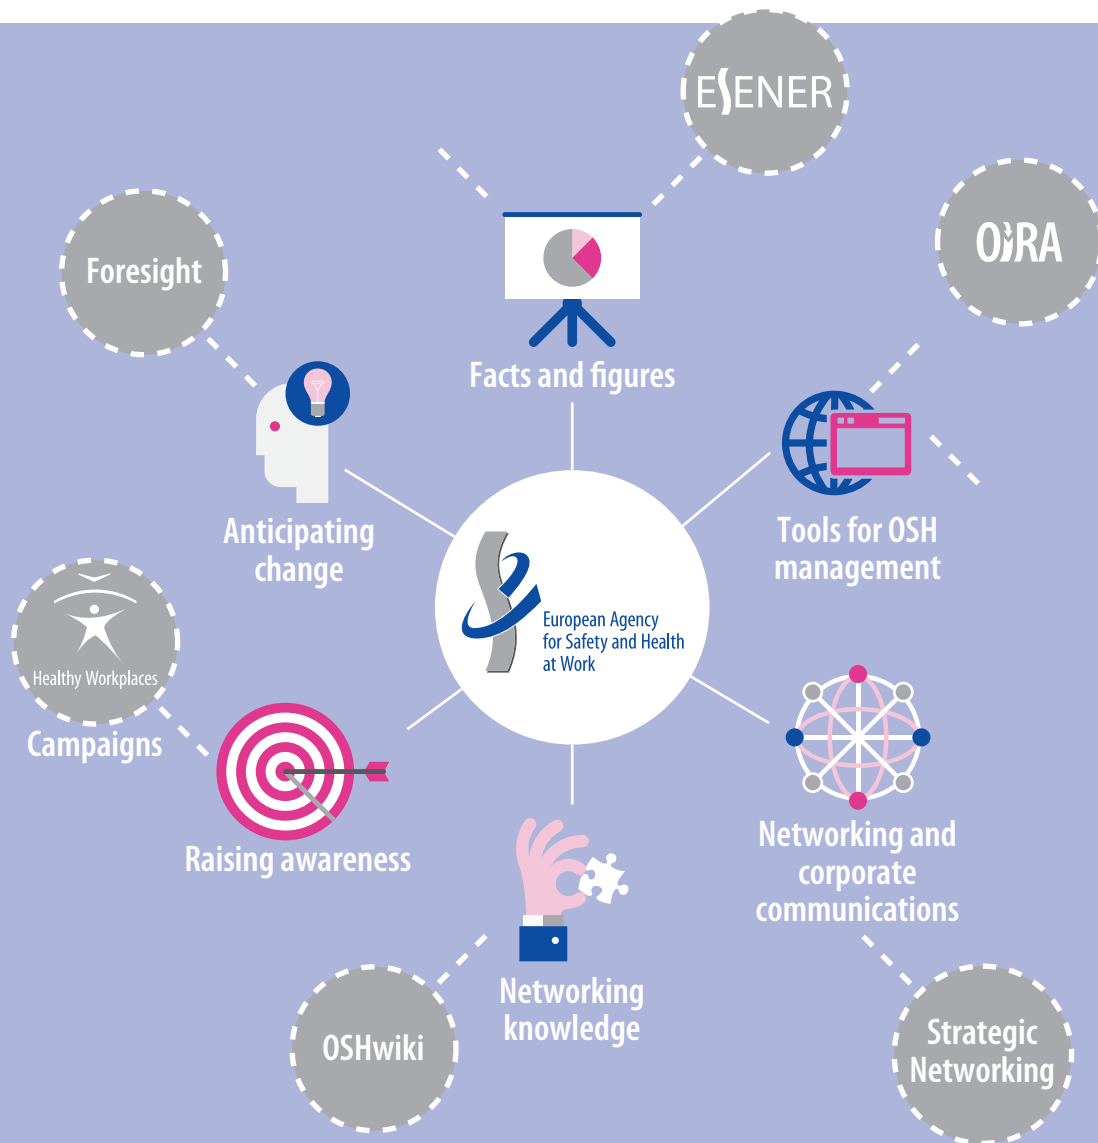 ESENER
OiRA
Foresight
Facts and figures
Anticipating
change
Tools for OSH
management
European Agency
for Safety and Health
at Work
Healthy Workplaces
Campaigns
Raising awareness
Networking and
corporate
communications
Networking
knowledge
OSHwiki
Strategic
Networking